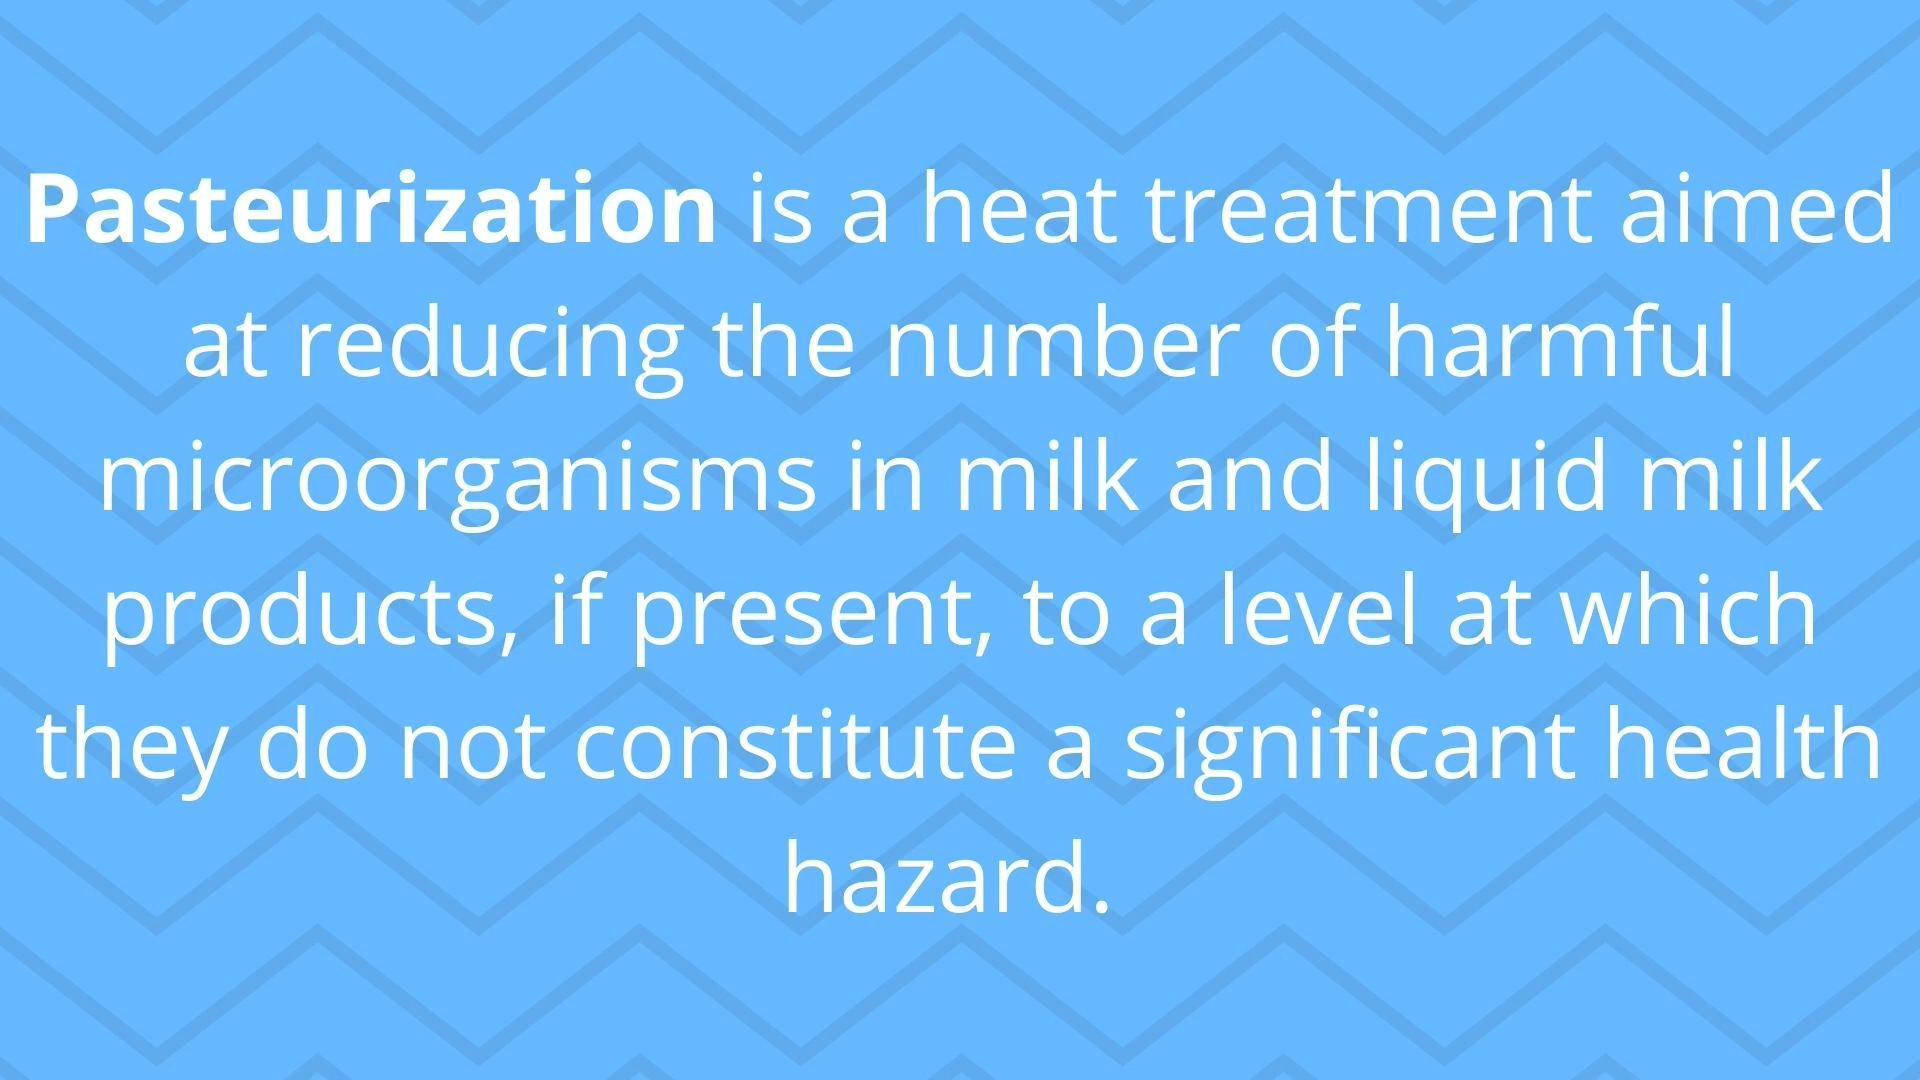 Pasteurization is a heat treatment aimed
at reducing the number of harmful
microorganisms in milk and liquid milk
products, if present, to a level at which
they do not constitute a significant health
hazard.